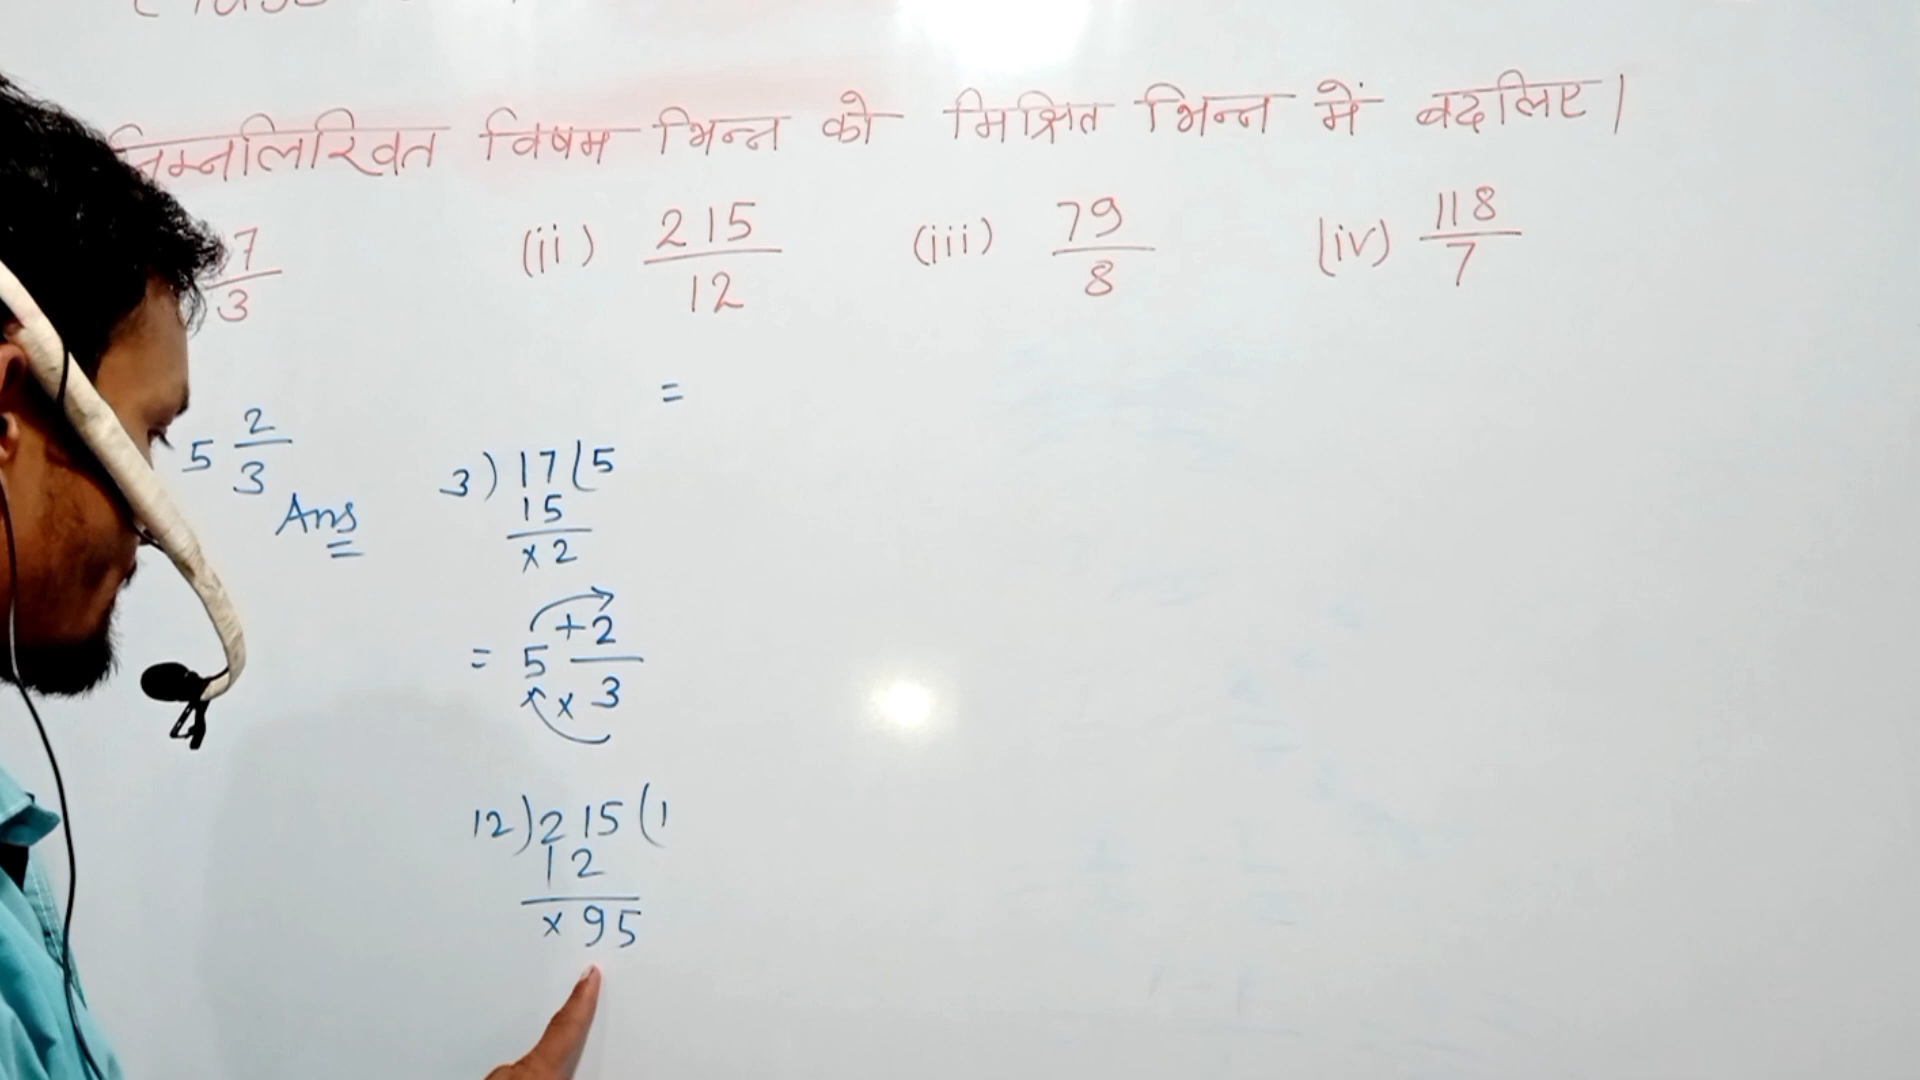 निम्नलिखित विषम भिन्न को मिश्रित भिन्न में बदलिए।
7/3 (ii) 215/12 (iii) 79/8 (iv) 118/7
=
5 2/3
Ans
3)17(5
15
x2
= 5 +2/x 3
12)215(1
12
x95